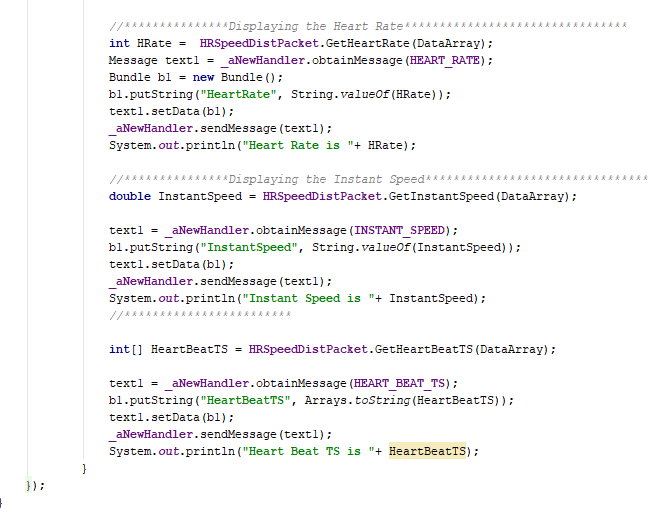 //***************Displaying the Heart Rate********************************
int HRate =  HRSpeedDistPacket.GetHeartRate(DataArray);
Message text1 = _aNewHandler.obtainMessage(HEART_RATE);
Bundle b1 = new Bundle();
b1.putString("HeartRate", String.valueOf(HRate));
text1.setData(b1);
_aNewHandler.sendMessage(text1);
System.out.println("Heart Rate is "+ HRate);
//***************Displaying the Instant Speed********************************
double InstantSpeed = HRSpeedDistPacket.GetInstantSpeed(DataArray);
text1 = _aNewHandler.obtainMessage(INSTANT_SPEED);
b1.putString("InstantSpeed", String.valueOf(InstantSpeed));
text1.setData(b1);
_aNewHandler.sendMessage(text1);
System.out.println("Instant Speed is "+ InstantSpeed);
//************************
int[] HeartBeatTS = HRSpeedDistPacket.GetHeartBeatTS(DataArray);
text1 = _aNewHandler.obtainMessage(HEART_BEAT_TS);
b1.putString("HeartBeatTS", Arrays.toString(HeartBeatTS));
text1.setData(b1);
_aNewHandler.sendMessage(text1);
System.out.println("Heart Beat TS is "+ HeartBeatTS);
}
});
}